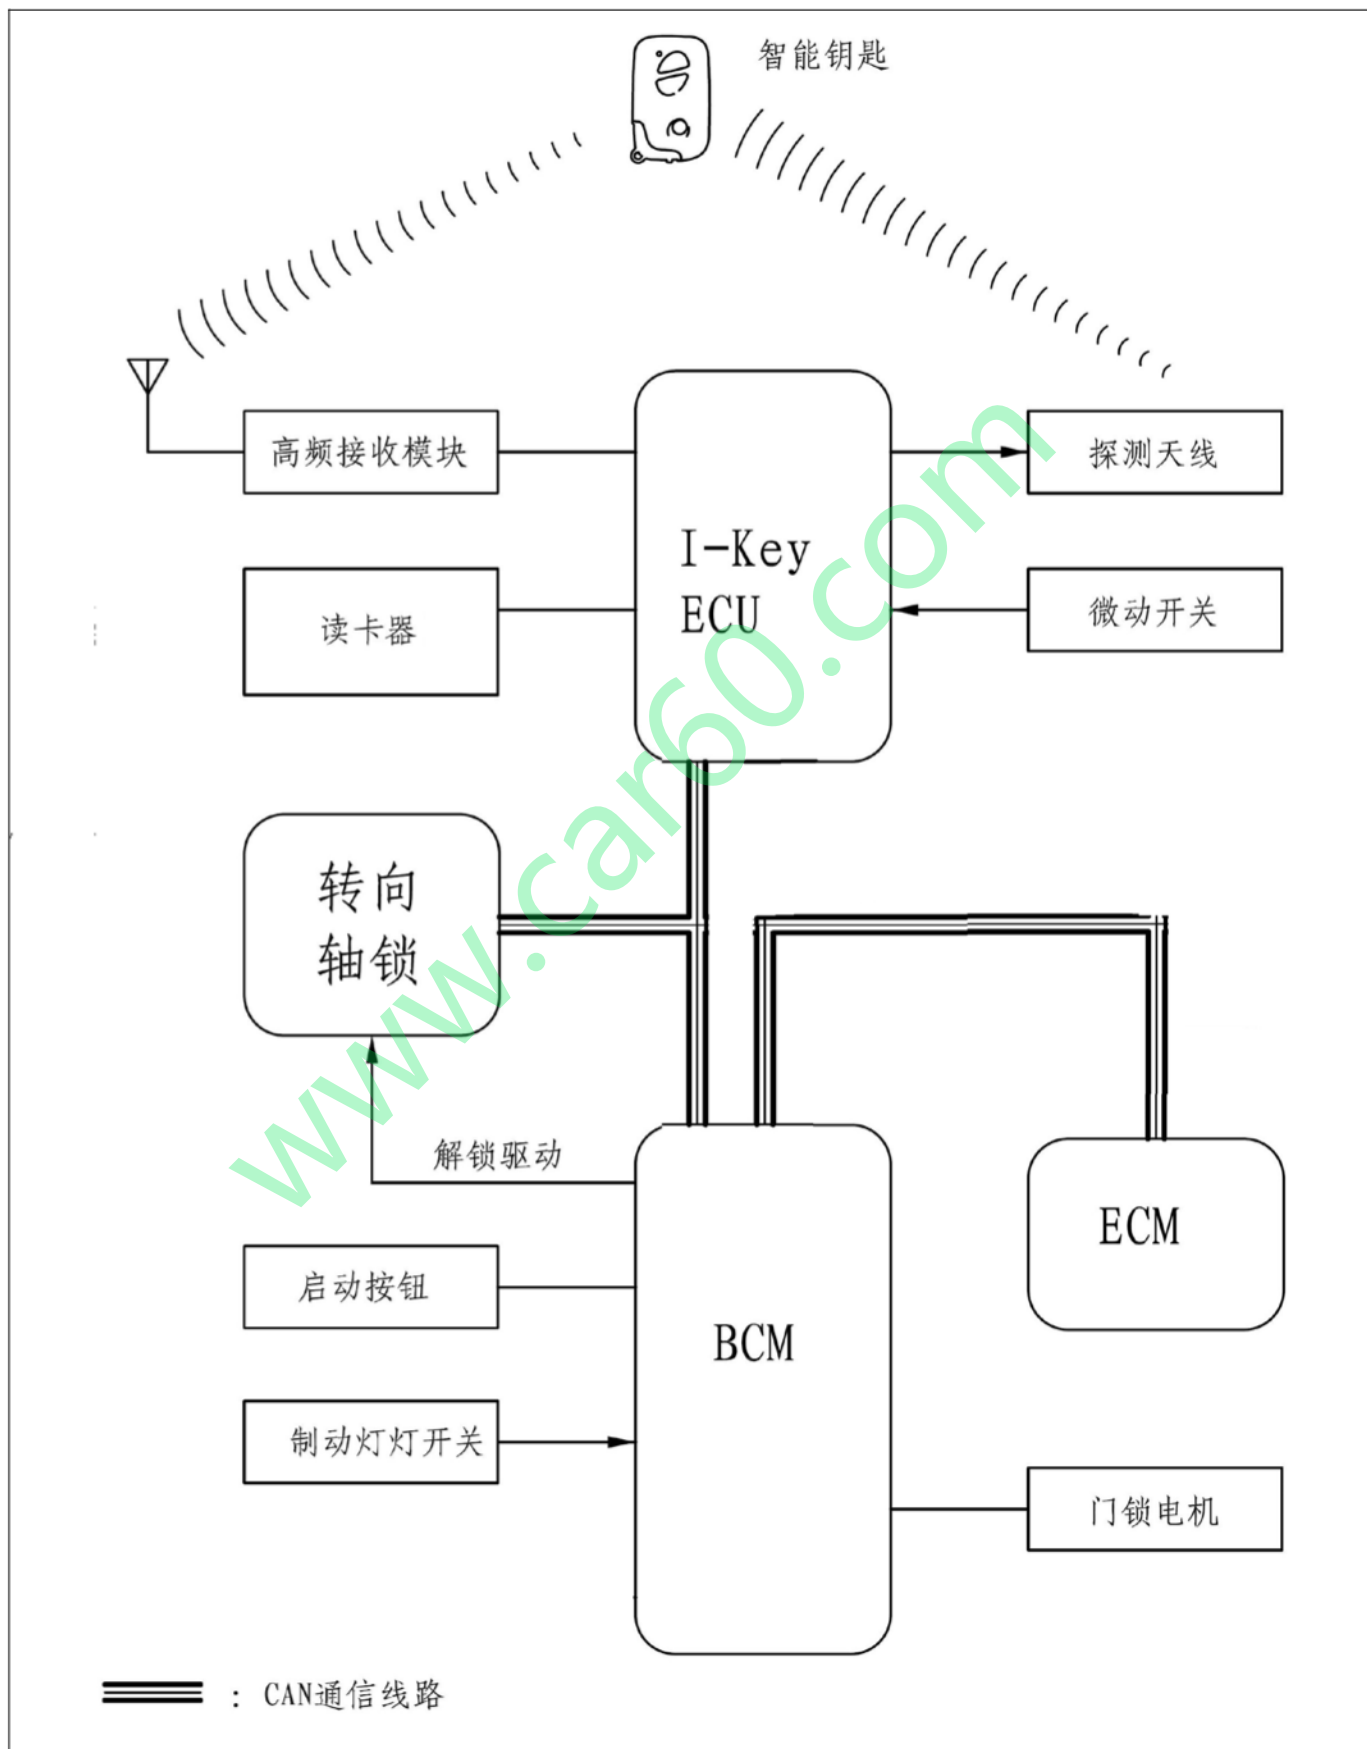 智能钥匙
高频接收模块
探测天线
I-Key
ECU
读卡器
微动开关
转向
轴锁
解锁驱动
启动按钮
ECM
BCM
制动灯灯开关
门锁电机
: CAN通信线路
www.car60.com